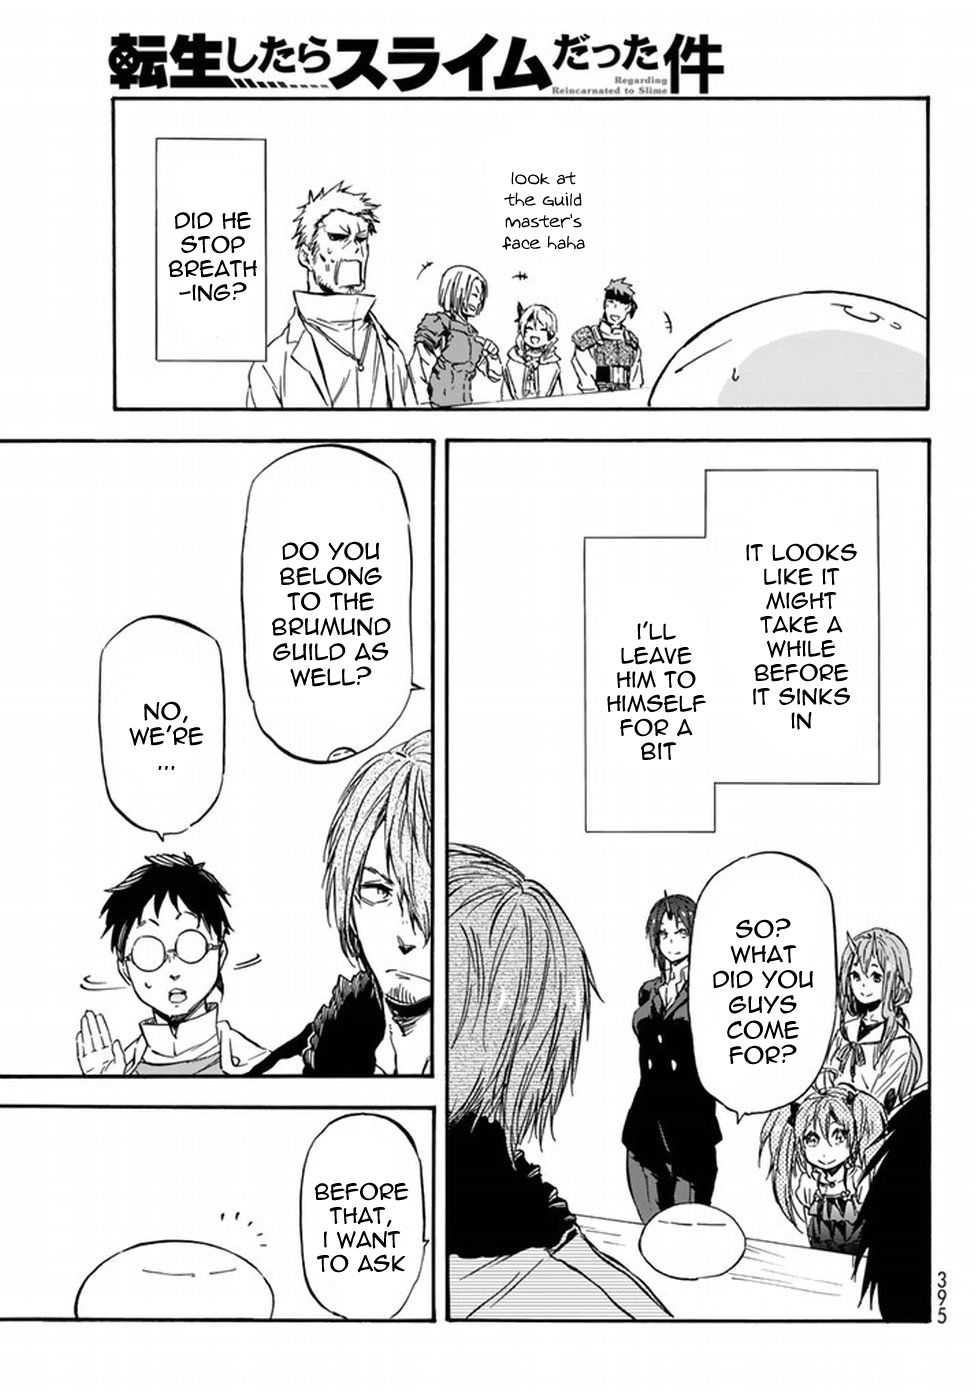 転生したらスライムだった件
Regarding
Reincarnated to Slime
look at
the Guild
master's
face haha
DID HE
STOP
BREATH
-ING?
IT LOOKS
LIKE IT
MIGHT
TAKE A
WHILE
BEFORE
IT SINKS
IN
I'LL
LEAVE
HIM TO
HIMSELF
FOR A
BIT
SO?
WHAT
DID YOU
GUYS
COME
FOR?
DO YOU
BELONG
TO THE
BRUMUND
GUILD AS
WELL?
NO,
WE'RE
...
BEFORE
THAT,
I WANT
TO ASK
395